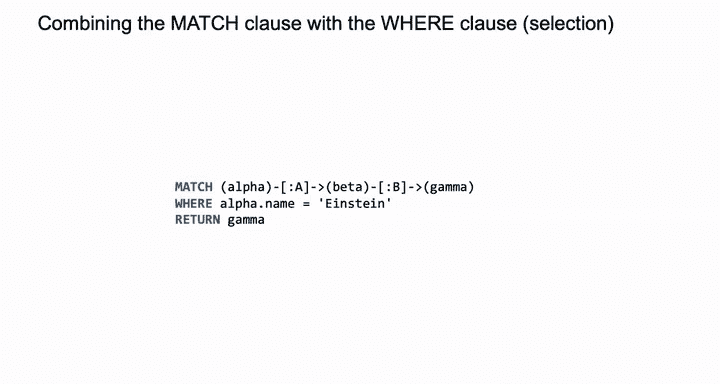 Combining the MATCH clause with the WHERE clause (selection)
MATCH (alpha)-[:A]->(beta)-[:B]->(gamma)
WHERE alpha.name = 'Einstein'
RETURN gamma